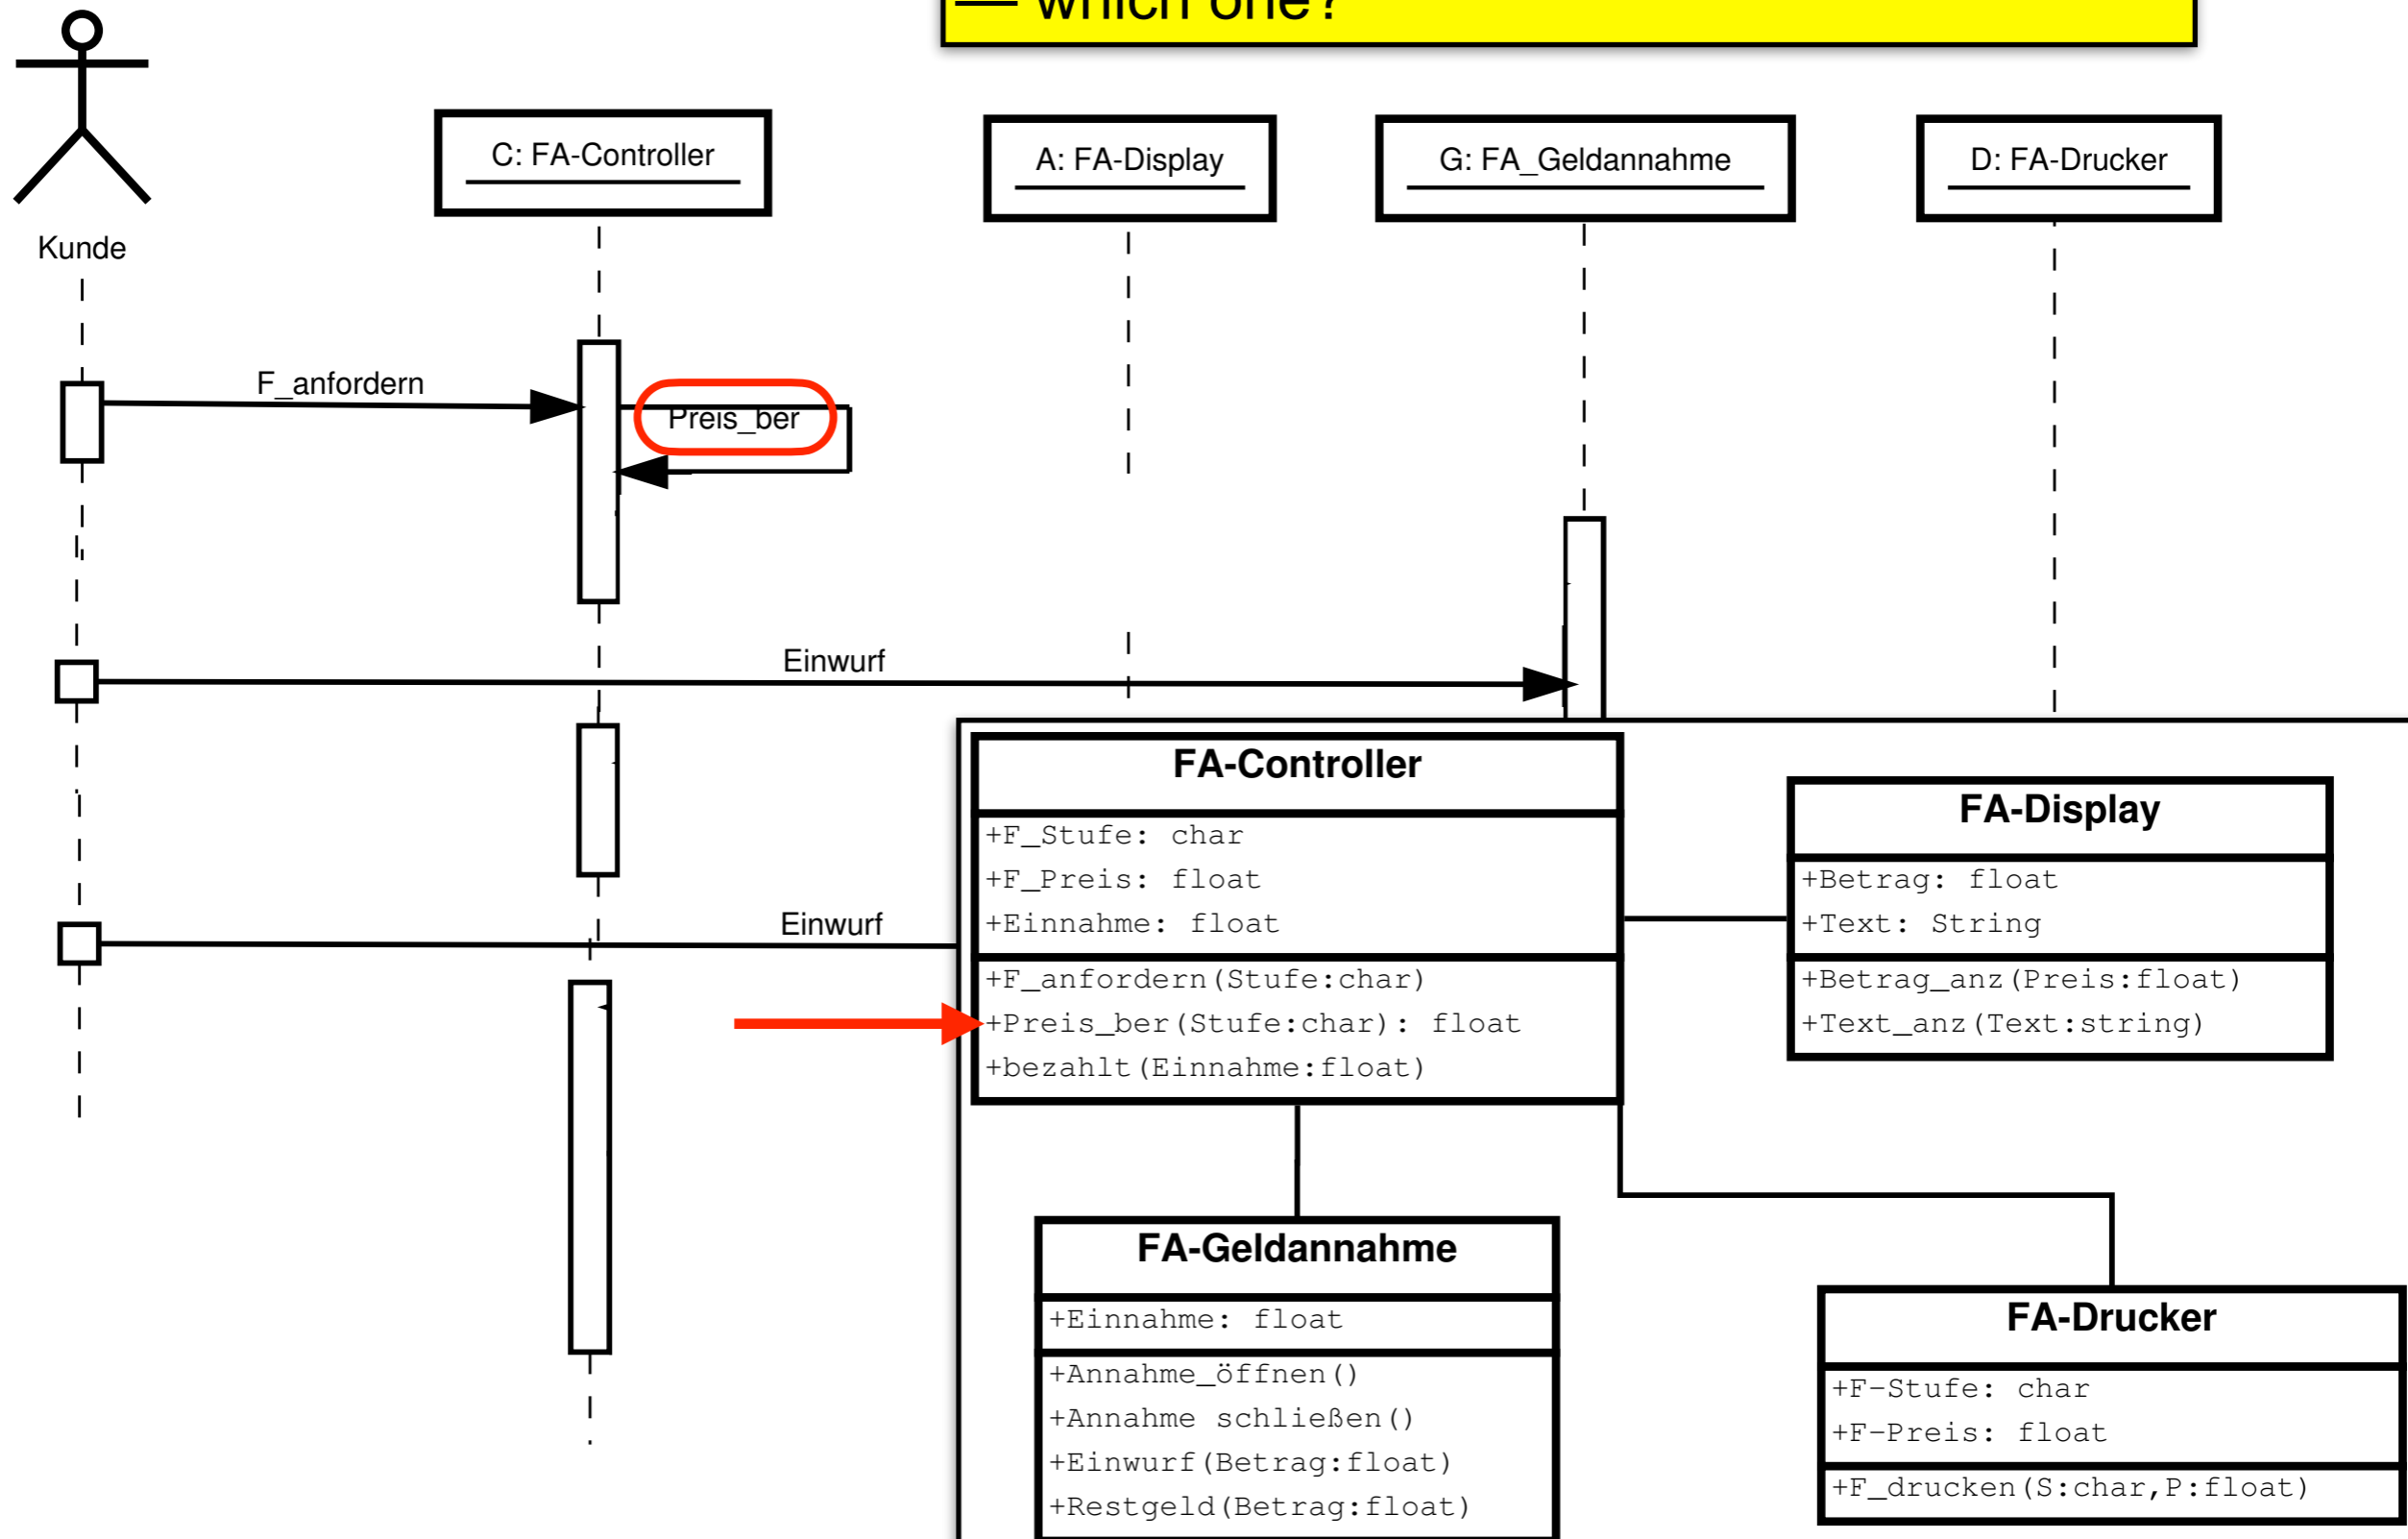 — which one?
C: FA-Controller
A: FA-Display
G: FA_Geldannahme
D: FA-Drucker
Kunde
F_anfordern
Preis_ber
Einwurf
Einwurf
FA-Controller
+F_Stufe: char
+F_Preis: float
+Einnahme: float
+F_anfordern(Stufe:char)
+Preis_ber(Stufe:char): float
+bezahlt(Einnahme:float)
FA-Display
+Betrag: float
+Text: String
+Betrag_anz(Preis:float)
+Text_anz(Text:string)
FA-Geldannahme
+Einnahme: float
+Annahme_öffnen()
+Annahme schließen()
+Einwurf(Betrag:float)
+Restgeld(Betrag:float)
FA-Drucker
+F-Stufe: char
+F-Preis: float
+F_drucken(S:char,P:float)